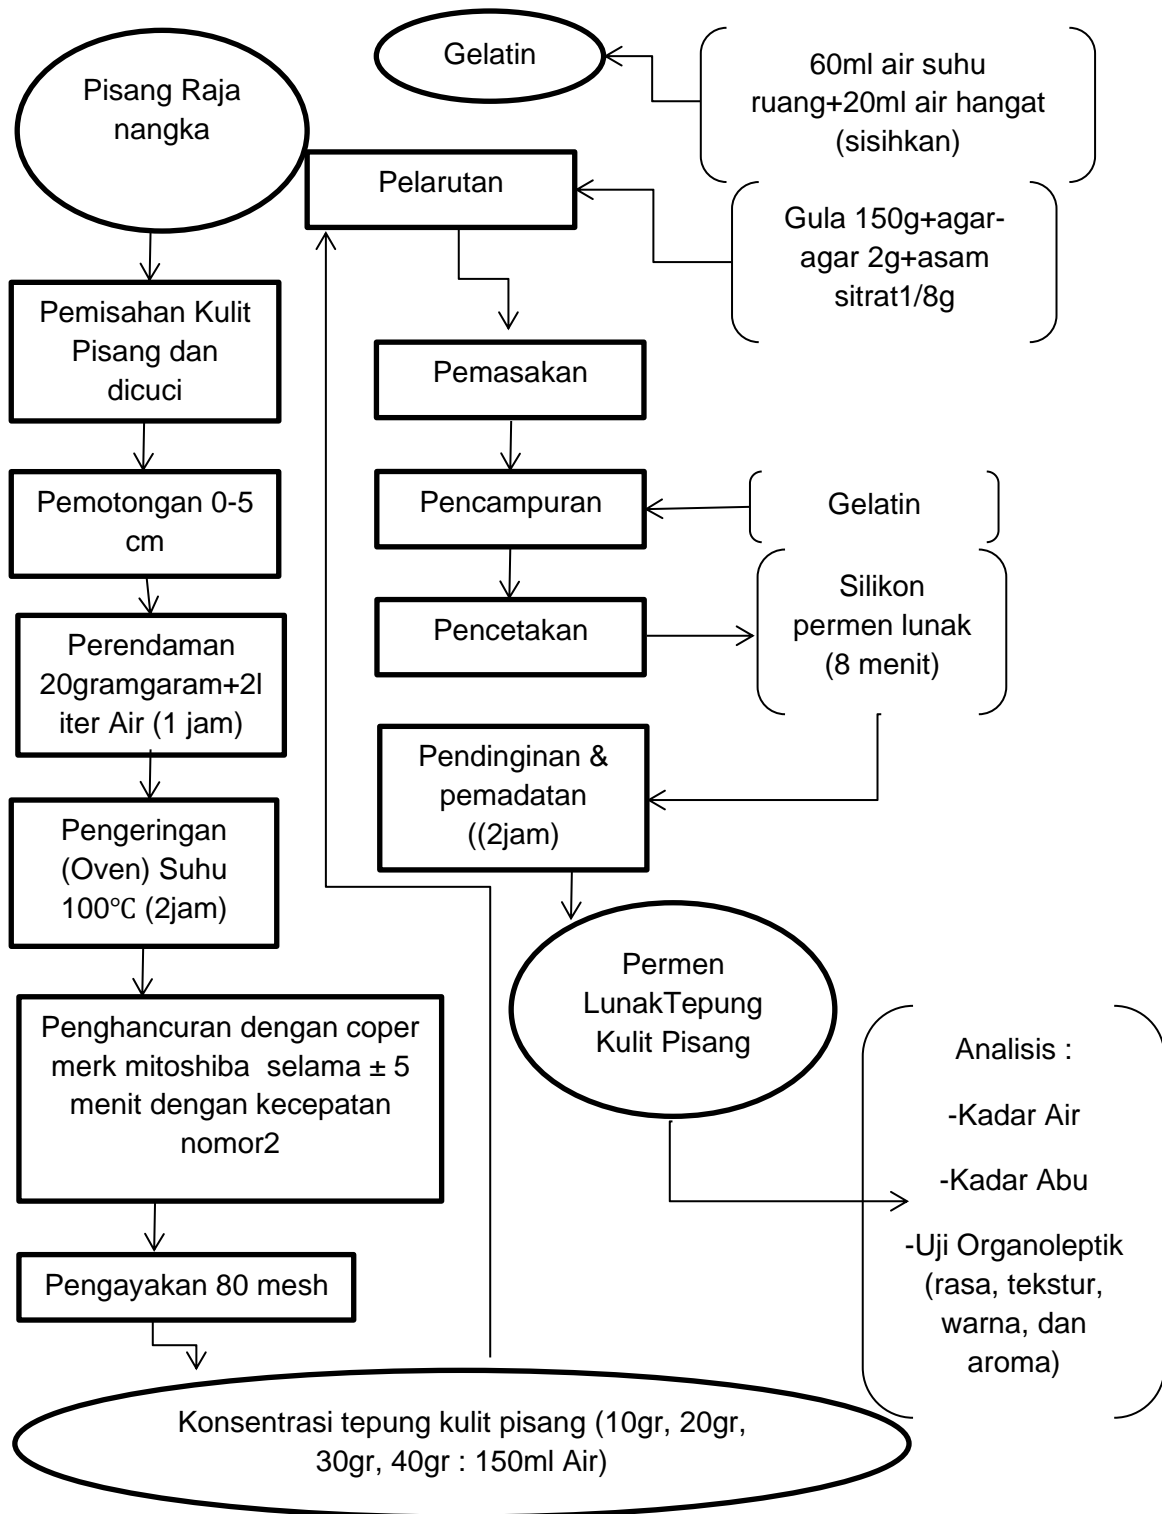 Pisang Raja
nangka
Pemisahan Kulit
Pisang dan
dicuci
Pemotongan 0-5
cm
Perendaman
20gramgaram+2l
iter Air (1 jam)
Pengeringan
(Oven) Suhu
100℃ (2jam)
Penghancuran dengan coper
merk mitoshiba selama ± 5
menit dengan kecepatan
nomor2
Pengayakan 80 mesh
Konsentrasi tepung kulit pisang (10gr, 20gr,
30gr, 40gr : 150ml Air)
Gelatin
60ml air suhu
ruang+20ml air hangat
(sisihkan)
Pelarutan
Gula 150g+agar-
agar 2g+asam
sitrat1/8g
Pemasakan
Pencampuran
Gelatin
Pencetakan
Silikon
permen lunak
(8 menit)
Pendinginan &
pemadatan
((2jam)
Permen
LunakTepung
Kulit Pisang
Analisis :
-Kadar Air
-Kadar Abu
-Uji Organoleptik
(rasa, tekstur,
warna, dan
aroma)